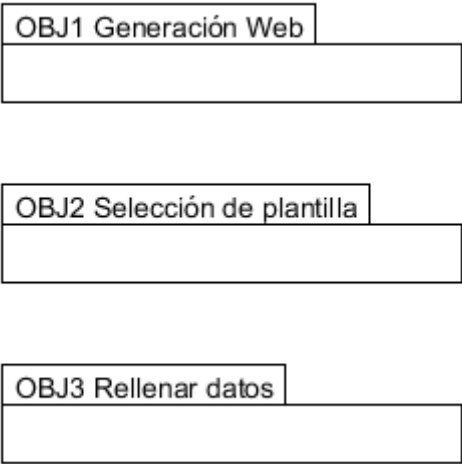 OBJ1 Generación Web
OBJ2 Selección de plantilla
OBJ3 Rellenar datos